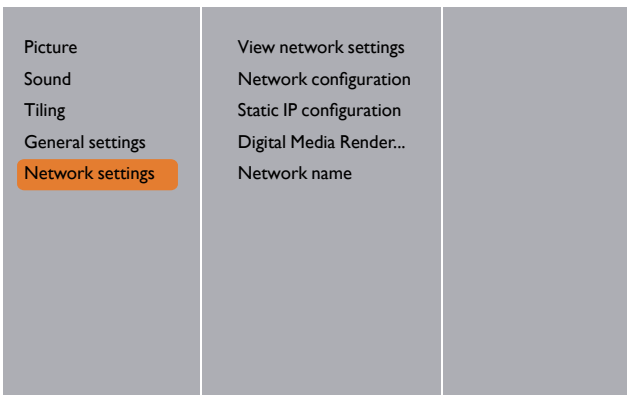 Picture
Sound
Tiling
General settings
Network settings
View network settings
Network configuration
Static IP configuration
Digital Media Render...
Network name